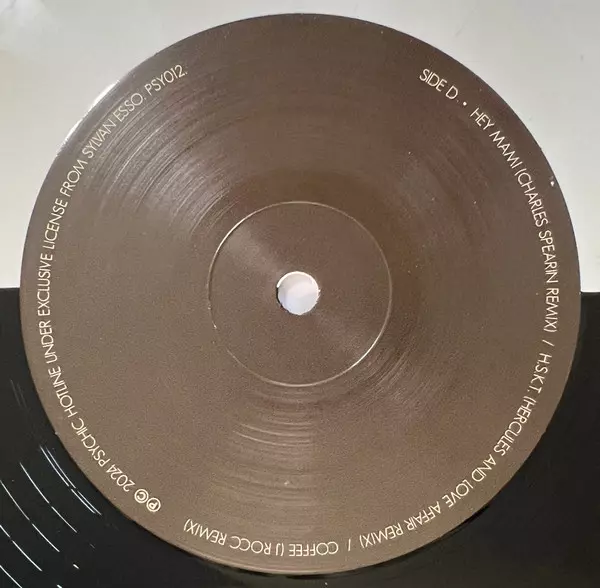 SIDE D • HEY MAMI (CHARLES SPEARIN REMIX) / H.S.K.T. (HERCULES AND LOVE AFFAIR REMIX) / COFFEE (J ROCC REMIX)
℗© 2024 PSYCHIC HOTLINE UNDER EXCLUSIVE LICENSE FROM SYLVAN ESSO. PSY012.